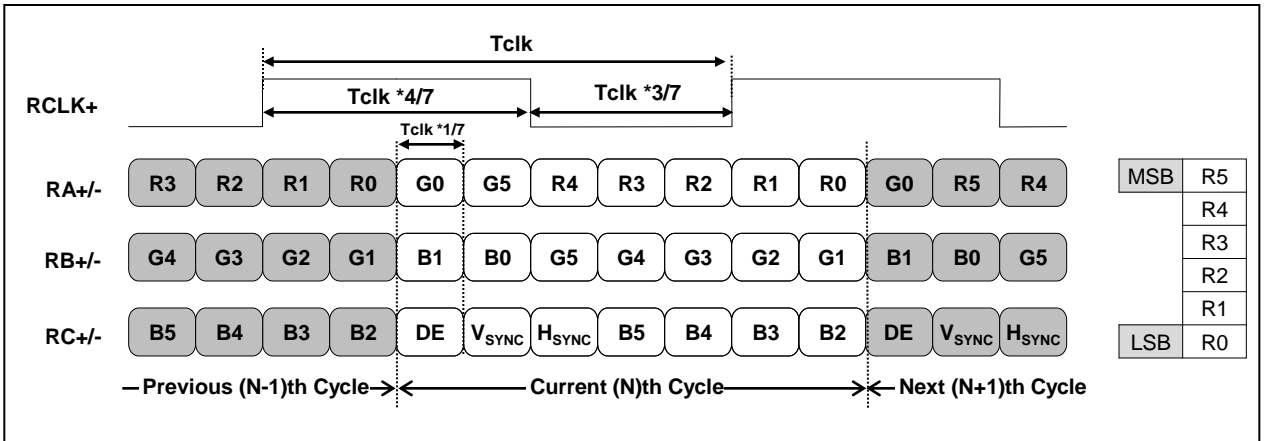 Tclk
RCLK+
Tclk *4/7
Tclk *3/7
Tclk *1/7
RA+/- R3 R2 R1 R0 G0 G5 R4 R3 R2 R1 R0 G0 R5 R4
RB+/- G4 G3 G2 G1 B1 B0 G5 G4 G3 G2 G1 B1 B0 G5
RC+/- B5 B4 B3 B2 DE VSYNC HSYNC B5 B4 B3 B2 DE VSYNC HSYNC
Previous (N-1)th Cycle Current (N)th Cycle Next (N+1)th Cycle
MSB R5
R4
R3
R2
R1
LSB R0